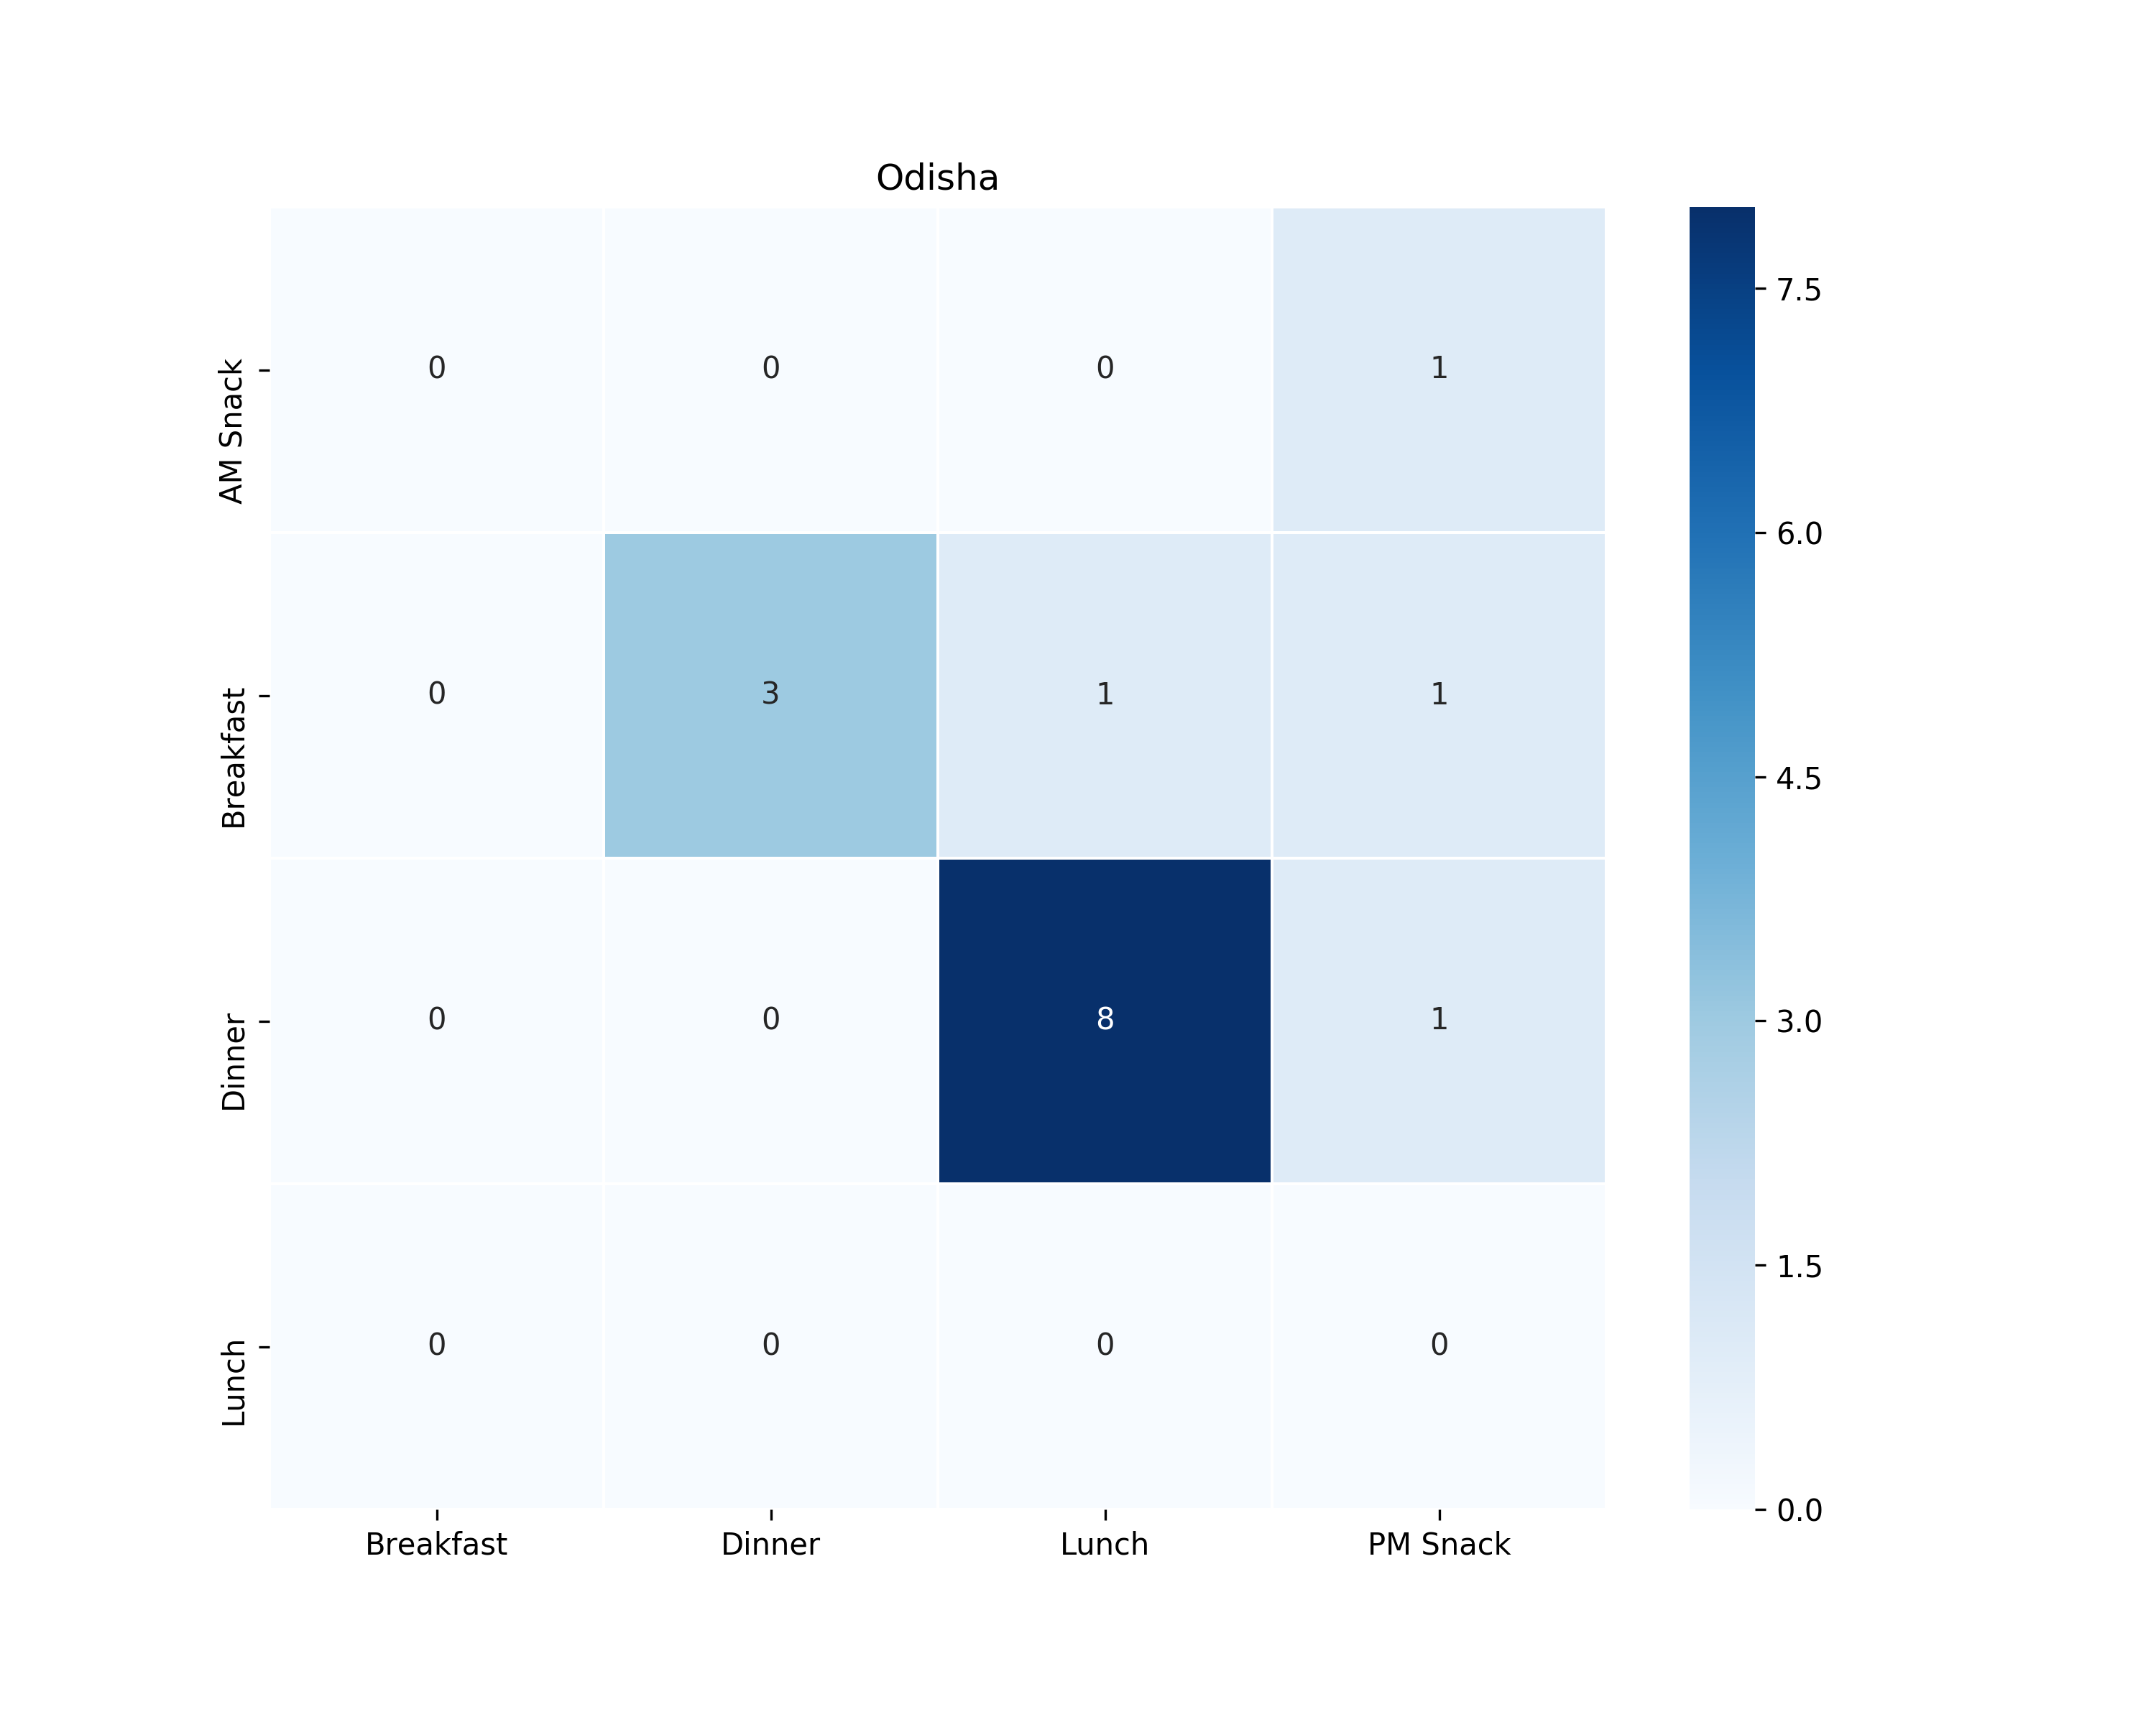 Odisha
AM Snack 0 0 0 1
Breakfast 0 3 1 1
Dinner 0 0 8 1
Lunch 0 0 0 0
Breakfast Dinner Lunch PM Snack
7.5
6.0
4.5
3.0
1.5
0.0